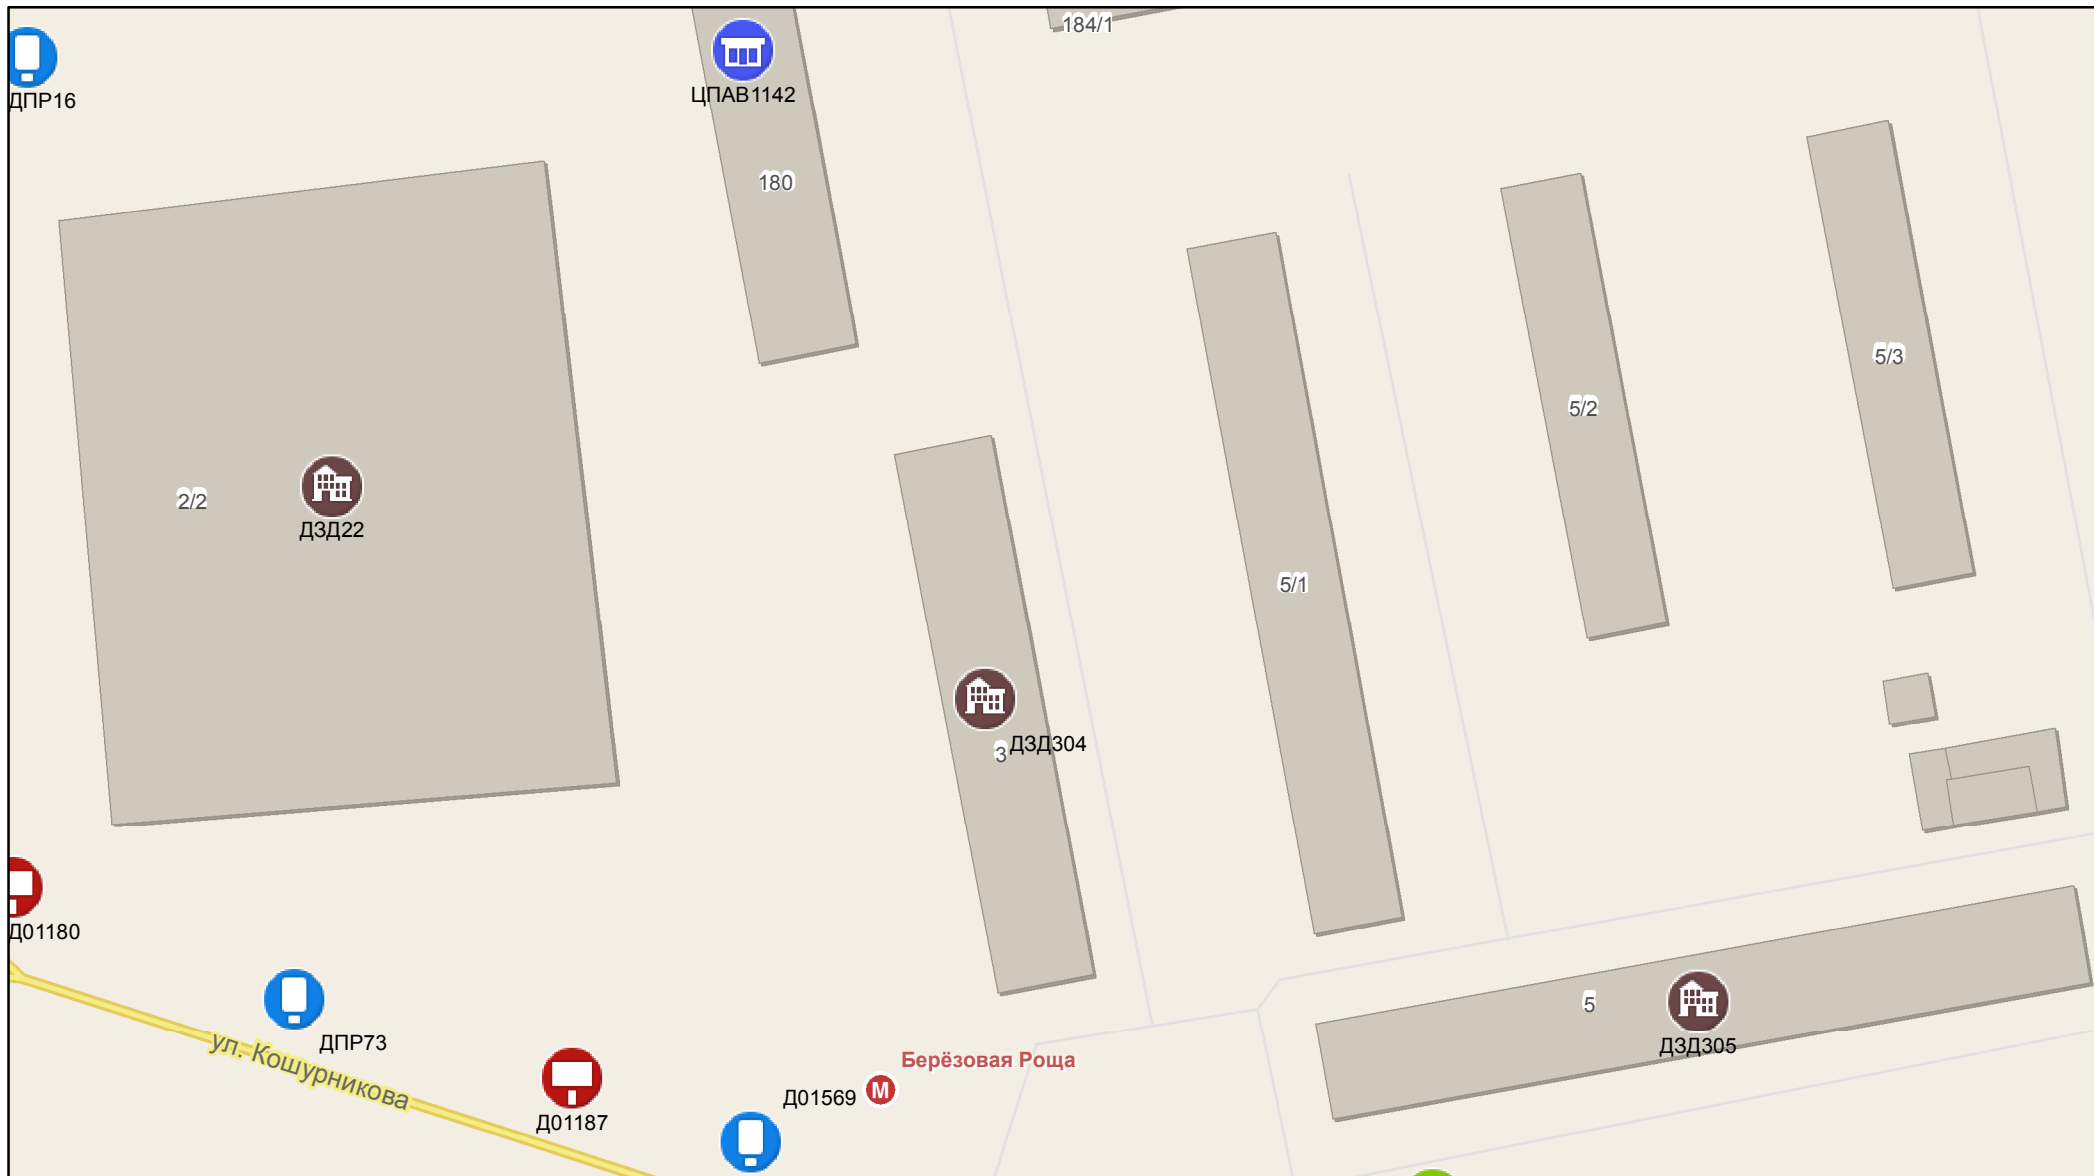 184/1
ДПР16
ЦПАВ1142
180
5/3
5/2
2/2
ДЗД22
5/1
ДЗД304
3
Д01180
5
ДПР73
ул. Кошурникова
ДЗД305
Берёзовая Роща
М
Д01569
Д01187